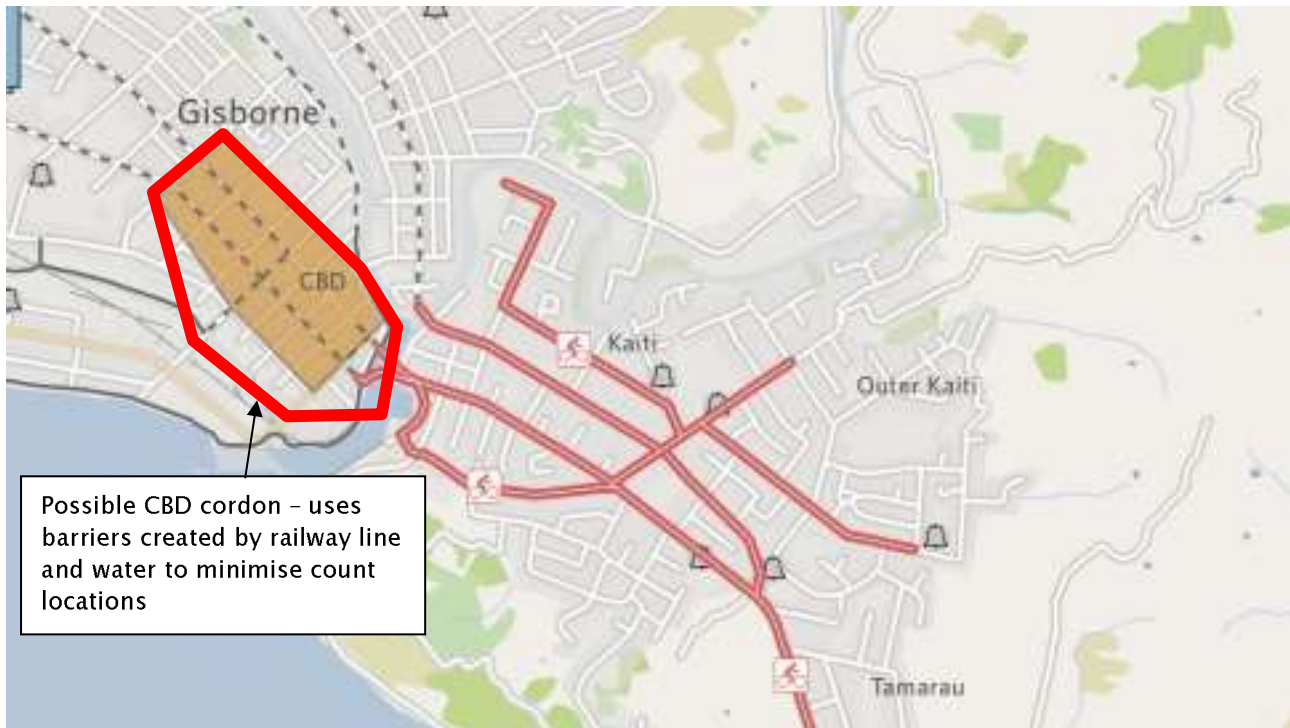 Gisborne
CBD
Kaiti
Outer Kaiti
Possible CBD cordon – uses
barriers created by railway line
and water to minimise count
locations
Tamarau